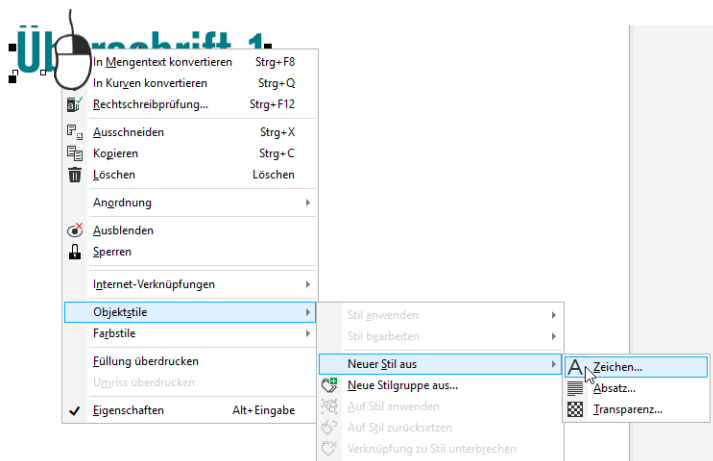 Überschrift 1
In Mengentext konvertieren Strg+F8
In Kurven konvertieren Strg+Q
Rechtschreibprüfung... Strg+F12
Ausschneiden Strg+X
Kopieren Strg+C
Löschen Löschen
Anordnung
Ausblenden
Sperren
Internet-Verknüpfungen
Objektstile
Farbstile
Füllung überdrucken
Umriss überdrucken
Eigenschaften Alt+Eingabe
Stil anwenden
Stil bearbeiten
Neuer Stil aus
Neue Stilgruppe aus...
Auf Stil anwenden
Auf Stil zurücksetzen
Verknüpfung zu Stil unterbrechen
Zeichen...
Absatz...
Transparenz...